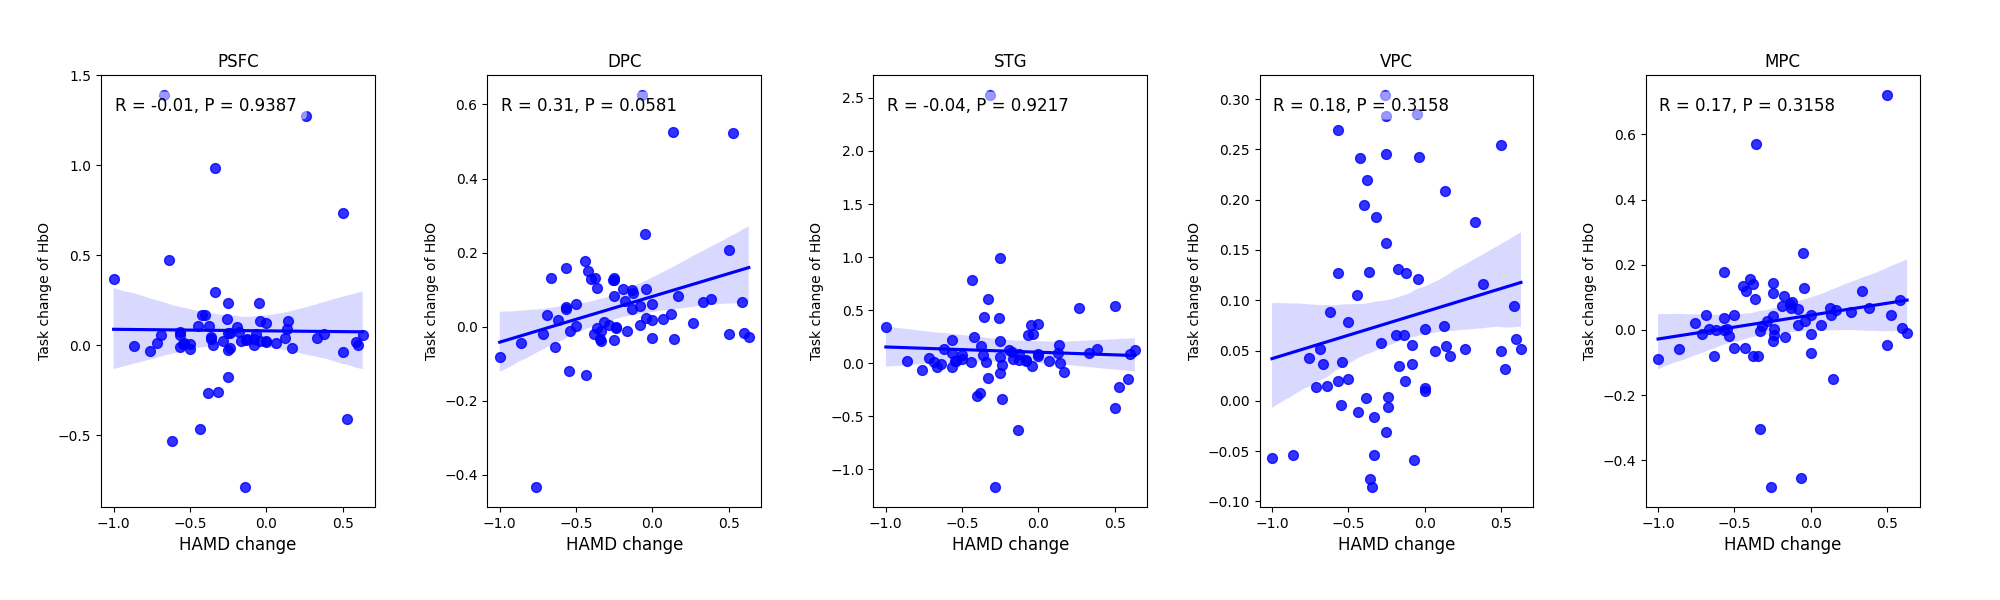 PSFC
R = -0.01, P = 0.9387
Task change of HbO
1.5
1.0
0.5
0.0
−0.5
−1.0 −0.5 0.0 0.5
HAMD change
DPC
R = 0.31, P = 0.0581
Task change of HbO
0.6
0.4
0.2
0.0
−0.2
−0.4
−1.0 −0.5 0.0 0.5
HAMD change
STG
R = -0.04, P = 0.9217
Task change of HbO
2.5
2.0
1.5
1.0
0.5
0.0
−0.5
−1.0
−1.0 −0.5 0.0 0.5
HAMD change
VPC
R = 0.18, P = 0.3158
Task change of HbO
0.30
0.25
0.20
0.15
0.10
0.05
0.00
−0.05
−0.10
−1.0 −0.5 0.0 0.5
HAMD change
MPC
R = 0.17, P = 0.3158
Task change of HbO
0.6
0.4
0.2
0.0
−0.2
−0.4
−1.0 −0.5 0.0 0.5
HAMD change